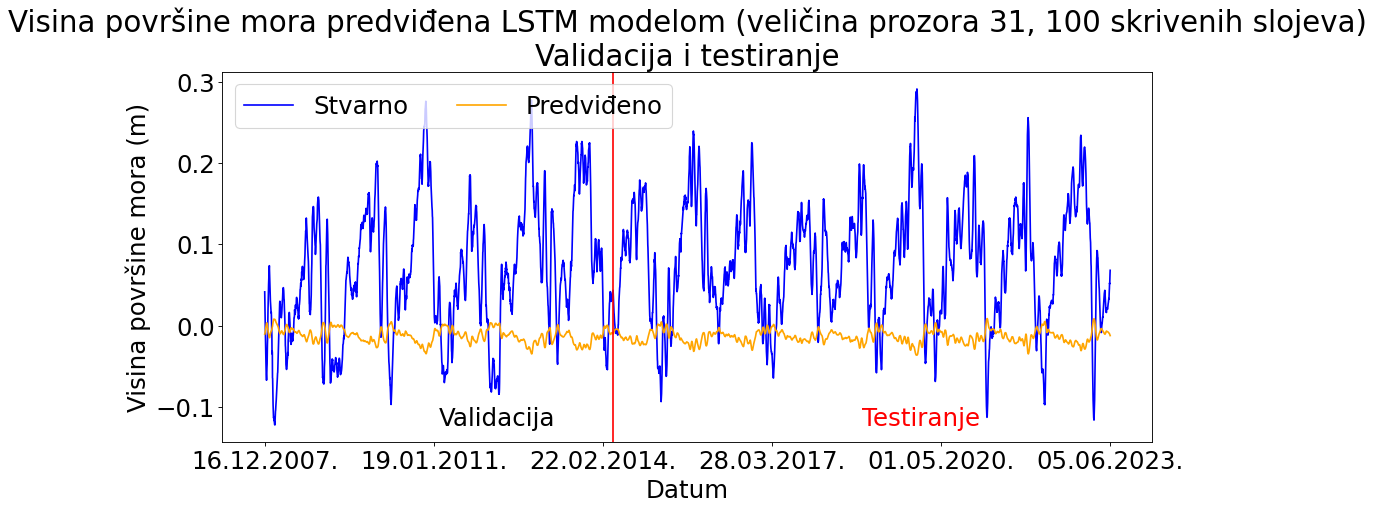 Visina površine mora predviđena LSTM modelom (veličina prozora 31, 100 skrivenih slojeva)
Validacija i testiranje
Stvarno
Predviđeno
Visina površine mora (m)
0.3
0.2
0.1
0.0
−0.1
Validacija
Testiranje
16.12.2007.
19.01.2011.
22.02.2014.
28.03.2017.
01.05.2020.
05.06.2023.
Datum